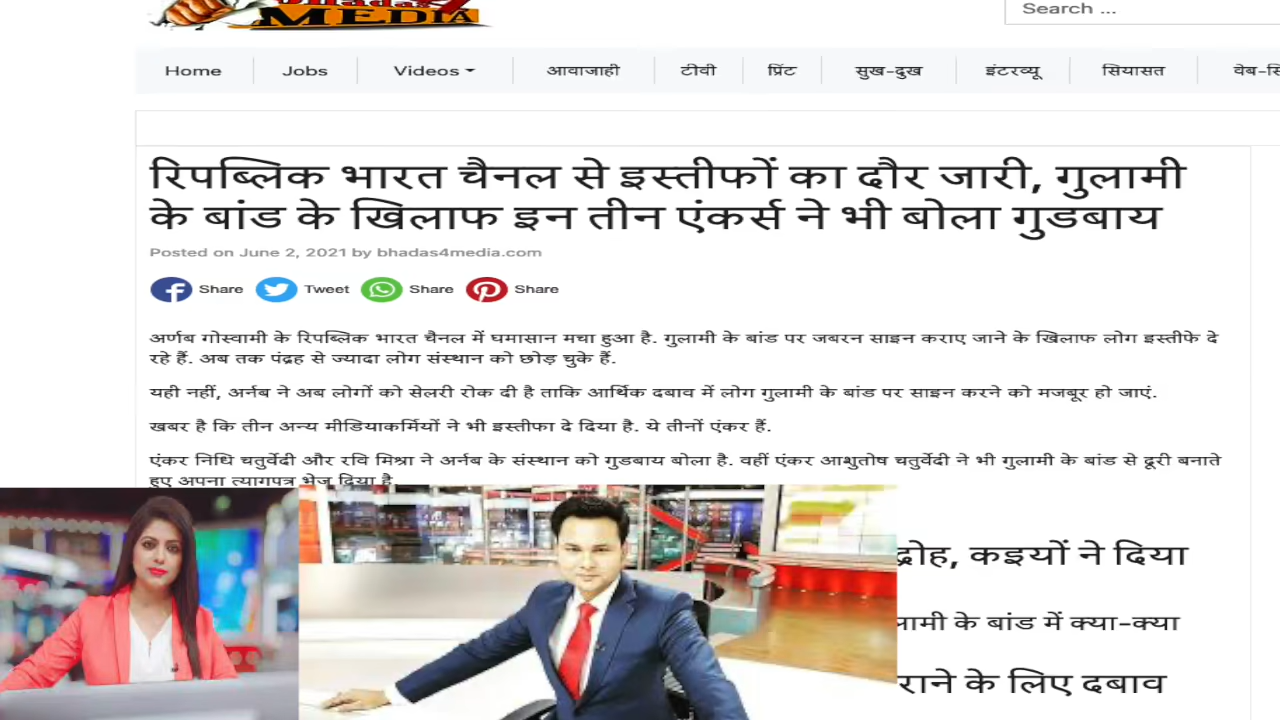 MEDIA
Search ...
Home Jobs Videos आवाजाही टीवी प्रिंट सुख-दुख इंटरव्यू सियासत
रिपब्लिक भारत चैनल से इस्तीफों का दौर जारी, गुलामी
के बांड के खिलाफ इन तीन एंकर्स ने भी बोला गुडबाय
Posted on June 2, 2021 by bhadas4media.com
Share Tweet Share Share
अर्णब गोस्वामी के रिपब्लिक भारत चैनल में घमासान मचा हुआ है. गुलामी के बांड पर जबरन साइन कराए जाने के खिलाफ लोग इस्तीफे दे
रहे हैं. अब तक पंद्रह से ज्यादा लोग संस्थान को छोड़ चुके हैं.
यही नहीं, अर्नब ने अब लोगों को सेलरी रोक दी है ताकि आर्थिक दबाव में लोग गुलामी के बांड पर साइन करने को मजबूर हो जाएं.
खबर है कि तीन अन्य मीडियाकर्मियों ने भी इस्तीफा दे दिया है. ये तीनों एंकर हैं.
एंकर निधि चतुर्वेदी और रवि मिश्रा ने अर्नब के संस्थान को गुडबाय बोला है. वहीं एंकर आशुतोष चतुर्वेदी ने भी गुलामी के बांड से दूरी बनाते
हुए अपना त्यागपत्र भेज दिया है
द्रोह, कइयों ने दिया
लामी के बांड में क्या-क्या
राने के लिए दबाव